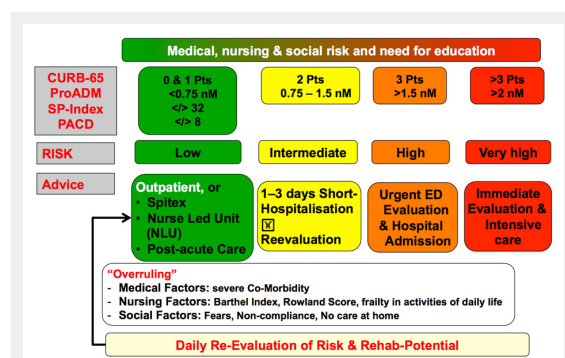 Medical, nursing & social risk and need for education
CURB-65
ProADM
SP-Index
PACD
0 & 1 Pts
<0.75 nM
</> 32
</> 8
2 Pts
0.75 – 1.5 nM
3 Pts
>1.5 nM
>3 Pts
>2 nM
RISK
Low
Intermediate
High
Very high
Advice
Outpatient, or
• Spitex
• Nurse Led Unit
(NLU)
• Post-acute Care
1–3 days Short-
Hospitalisation
☒
Reevaluation
Urgent ED
Evaluation
& Hospital
Admission
Immediate
Evaluation &
Intensive
care
“Overruling”
- Medical Factors: severe Co-Morbidity
- Nursing Factors: Barthel Index, Rowland Score, frailty in activities of daily life
- Social Factors: Fears, Non-compliance, No care at home
Daily Re-Evaluation of Risk & Rehab-Potential